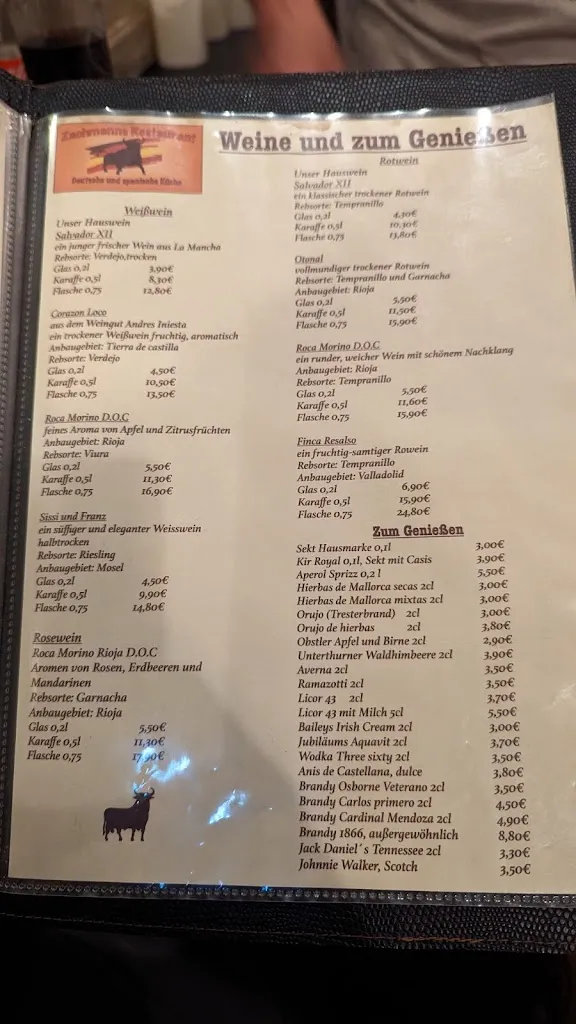 Zachmanns Restaurant
Deutsche und spanische Küche
Weine und zum Genießen
Weißwein
Unser Hauswein
Salvador XII
ein junger frischer Wein aus La Mancha
Rebsorte: Verdejo,trocken
Glas 0,2l 3,90€
Karaffe 0,5l 8,30€
Flasche 0,75 12,80€
Corazon Loco
aus dem Weingut Andres Iniesta
ein trockener Weißwein fruchtig, aromatisch
Anbaugebiet: Tierra de castilla
Rebsorte: Verdejo
Glas 0,2l 4,50€
Karaffe 0,5l 10,50€
Flasche 0,75 13,50€
Roca Morino D.O.C
feines Aroma von Apfel und Zitrusfrüchten
Anbaugebiet: Rioja
Rebsorte: Viura
Glas 0,2l 5,50€
Karaffe 0,5l 11,30€
Flasche 0,75 16,90€
Sissi und Franz
ein süffiger und eleganter Weisswein
halbtrocken
Rebsorte: Riesling
Anbaugebiet: Mosel
Glas 0,2l 4,50€
Karaffe 0,5l 9,90€
Flasche 0,75 14,80€
Rosewein
Roca Morino Rioja D.O.C
Aromen von Rosen, Erdbeeren und
Mandarinen
Rebsorte: Garnacha
Anbaugebiet: Rioja
Glas 0,2l 5,50€
Karaffe 0,5l 11,30€
Flasche 0,75 17,90€
Rotwein
Unser Hauswein
Salvador XII
ein klassischer trockener Rotwein
Rebsorte: Tempranillo
Glas 0,2l 4,30€
Karaffe 0,5l 10,30€
Flasche 0,75 13,80€
Otonal
vollmundiger trockener Rotwein
Rebsorte: Tempranillo und Garnacha
Anbaugebiet: Rioja
Glas 0,2l 5,50€
Karaffe 0,5l 11,50€
Flasche 0,75 15,90€
Roca Morino D.O.C
ein runder, weicher Wein mit schönem Nachklang
Anbaugebiet: Rioja
Rebsorte: Tempranillo
Glas 0,2l 5,50€
Karaffe 0,5l 11,60€
Flasche 0,75 15,90€
Finca Resalso
ein fruchtig-samtiger Rowein
Rebsorte: Tempranillo
Anbaugebiet: Valladolid
Glas 0,2l 6,90€
Karaffe 0,5l 15,90€
Flasche 0,75 24,80€
Zum Genießen
Sekt Hausmarke 0,1l 3,00€
Kir Royal 0,1l, Sekt mit Casis 3,90€
Aperol Sprizz 0,2 l 5,50€
Hierbas de Mallorca secas 2cl 3,00€
Hierbas de Mallorca mixtas 2cl 3,00€
Orujo (Tresterbrand) 2cl 3,00€
Orujo de hierbas 2cl 3,80€
Obstler Apfel und Birne 2cl 2,90€
Unterthurner Waldhimbeere 2cl 3,90€
Averna 2cl 3,50€
Ramazotti 2cl 3,50€
Licor 43 2cl 3,70€
Licor 43 mit Milch 5cl 5,50€
Baileys Irish Cream 2cl 3,00€
Jubiläums Aquavit 2cl 3,70€
Wodka Three sixty 2cl 3,50€
Anis de Castellana, dulce 3,80€
Brandy Osborne Veterano 2cl 3,50€
Brandy Carlos primero 2cl 4,50€
Brandy Cardinal Mendoza 2cl 4,90€
Brandy 1866, außergewöhnlich 8,80€
Jack Daniel´s Tennessee 2cl 3,30€
Johnnie Walker, Scotch 3,50€